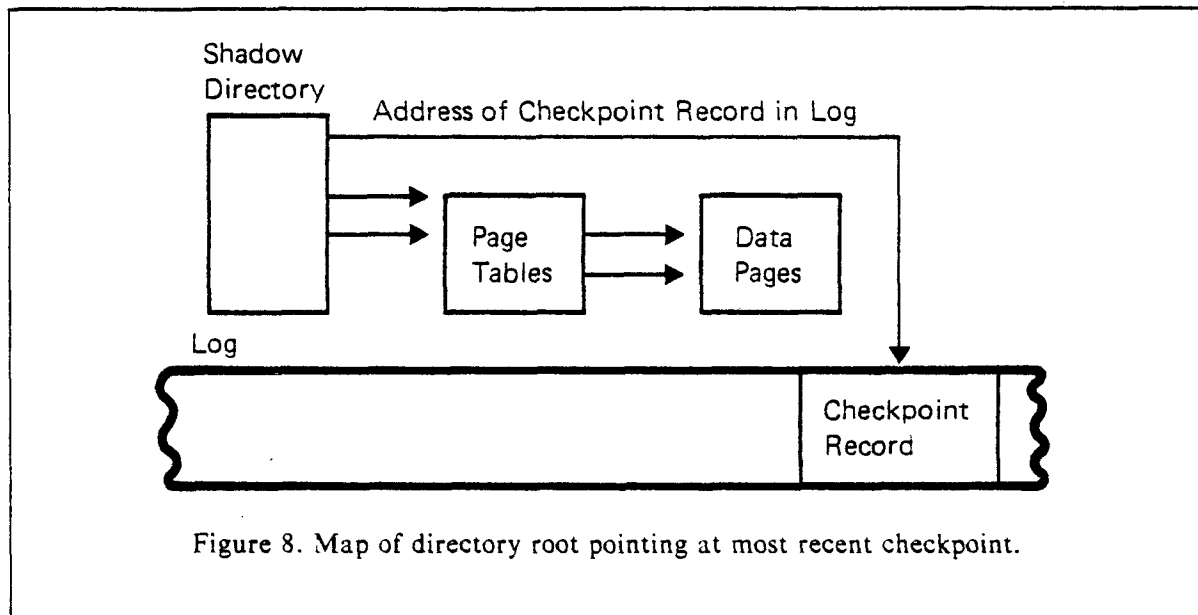 Shadow
Directory
Address of Checkpoint Record in Log
Page
Tables
Data
Pages
Log
Checkpoint
Record
Figure 8. Map of directory root pointing at most recent checkpoint.